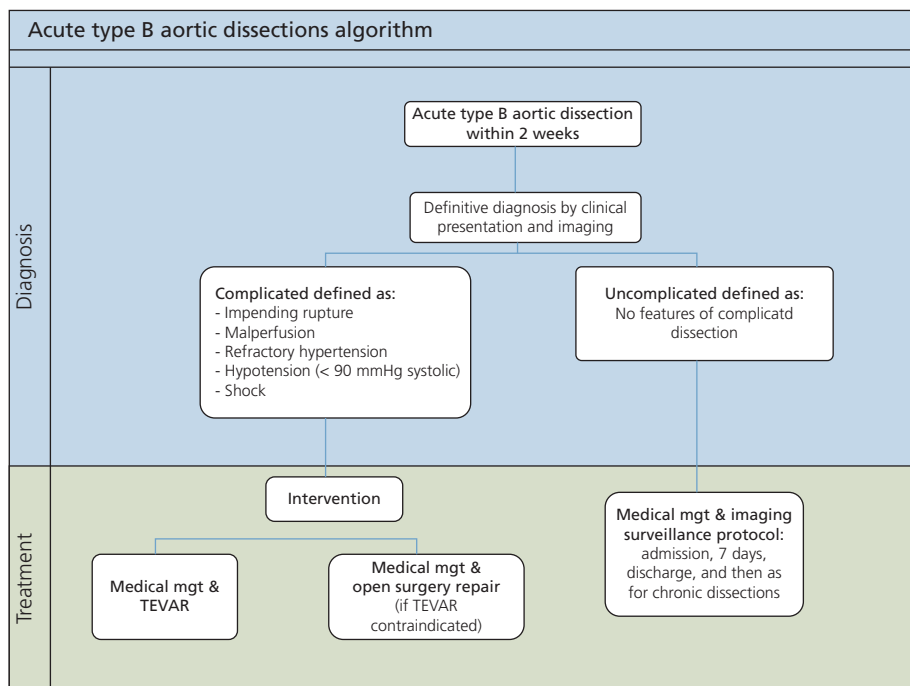 Acute type B aortic dissections algorithm
Diagnosis
Acute type B aortic dissection
within 2 weeks
Definitive diagnosis by clinical
presentation and imaging
Complicated defined as:
- Impending rupture
- Malperfusion
- Refractory hypertension
- Hypotension (< 90 mmHg systolic)
- Shock
Uncomplicated defined as:
No features of complicatd
dissection
Treatment
Intervention
Medical mgt &
TEVAR
Medical mgt &
open surgery repair
(if TEVAR
contraindicated)
Medical mgt & imaging
surveillance protocol:
admission, 7 days,
discharge, and then as
for chronic dissections